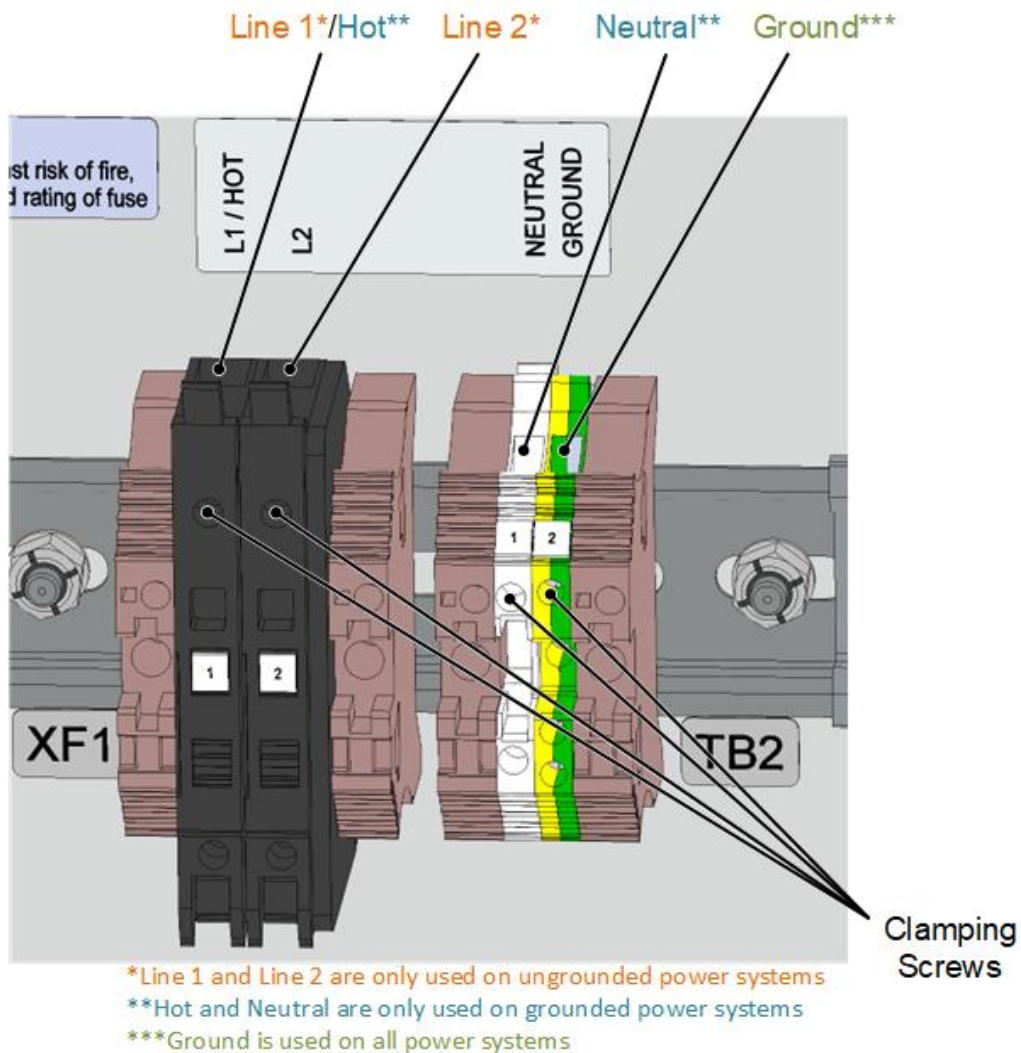 Line 1*/Hot** Line 2* Neutral** Ground***
st risk of fire,
rating of fuse
L1 / HOT
L2
NEUTRAL
GROUND
1 2
1 2
XF1
TB2
Clamping
Screws
*Line 1 and Line 2 are only used on ungrounded power systems
**Hot and Neutral are only used on grounded power systems
***Ground is used on all power systems